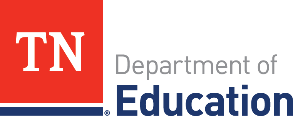 TN
Department of
® Education